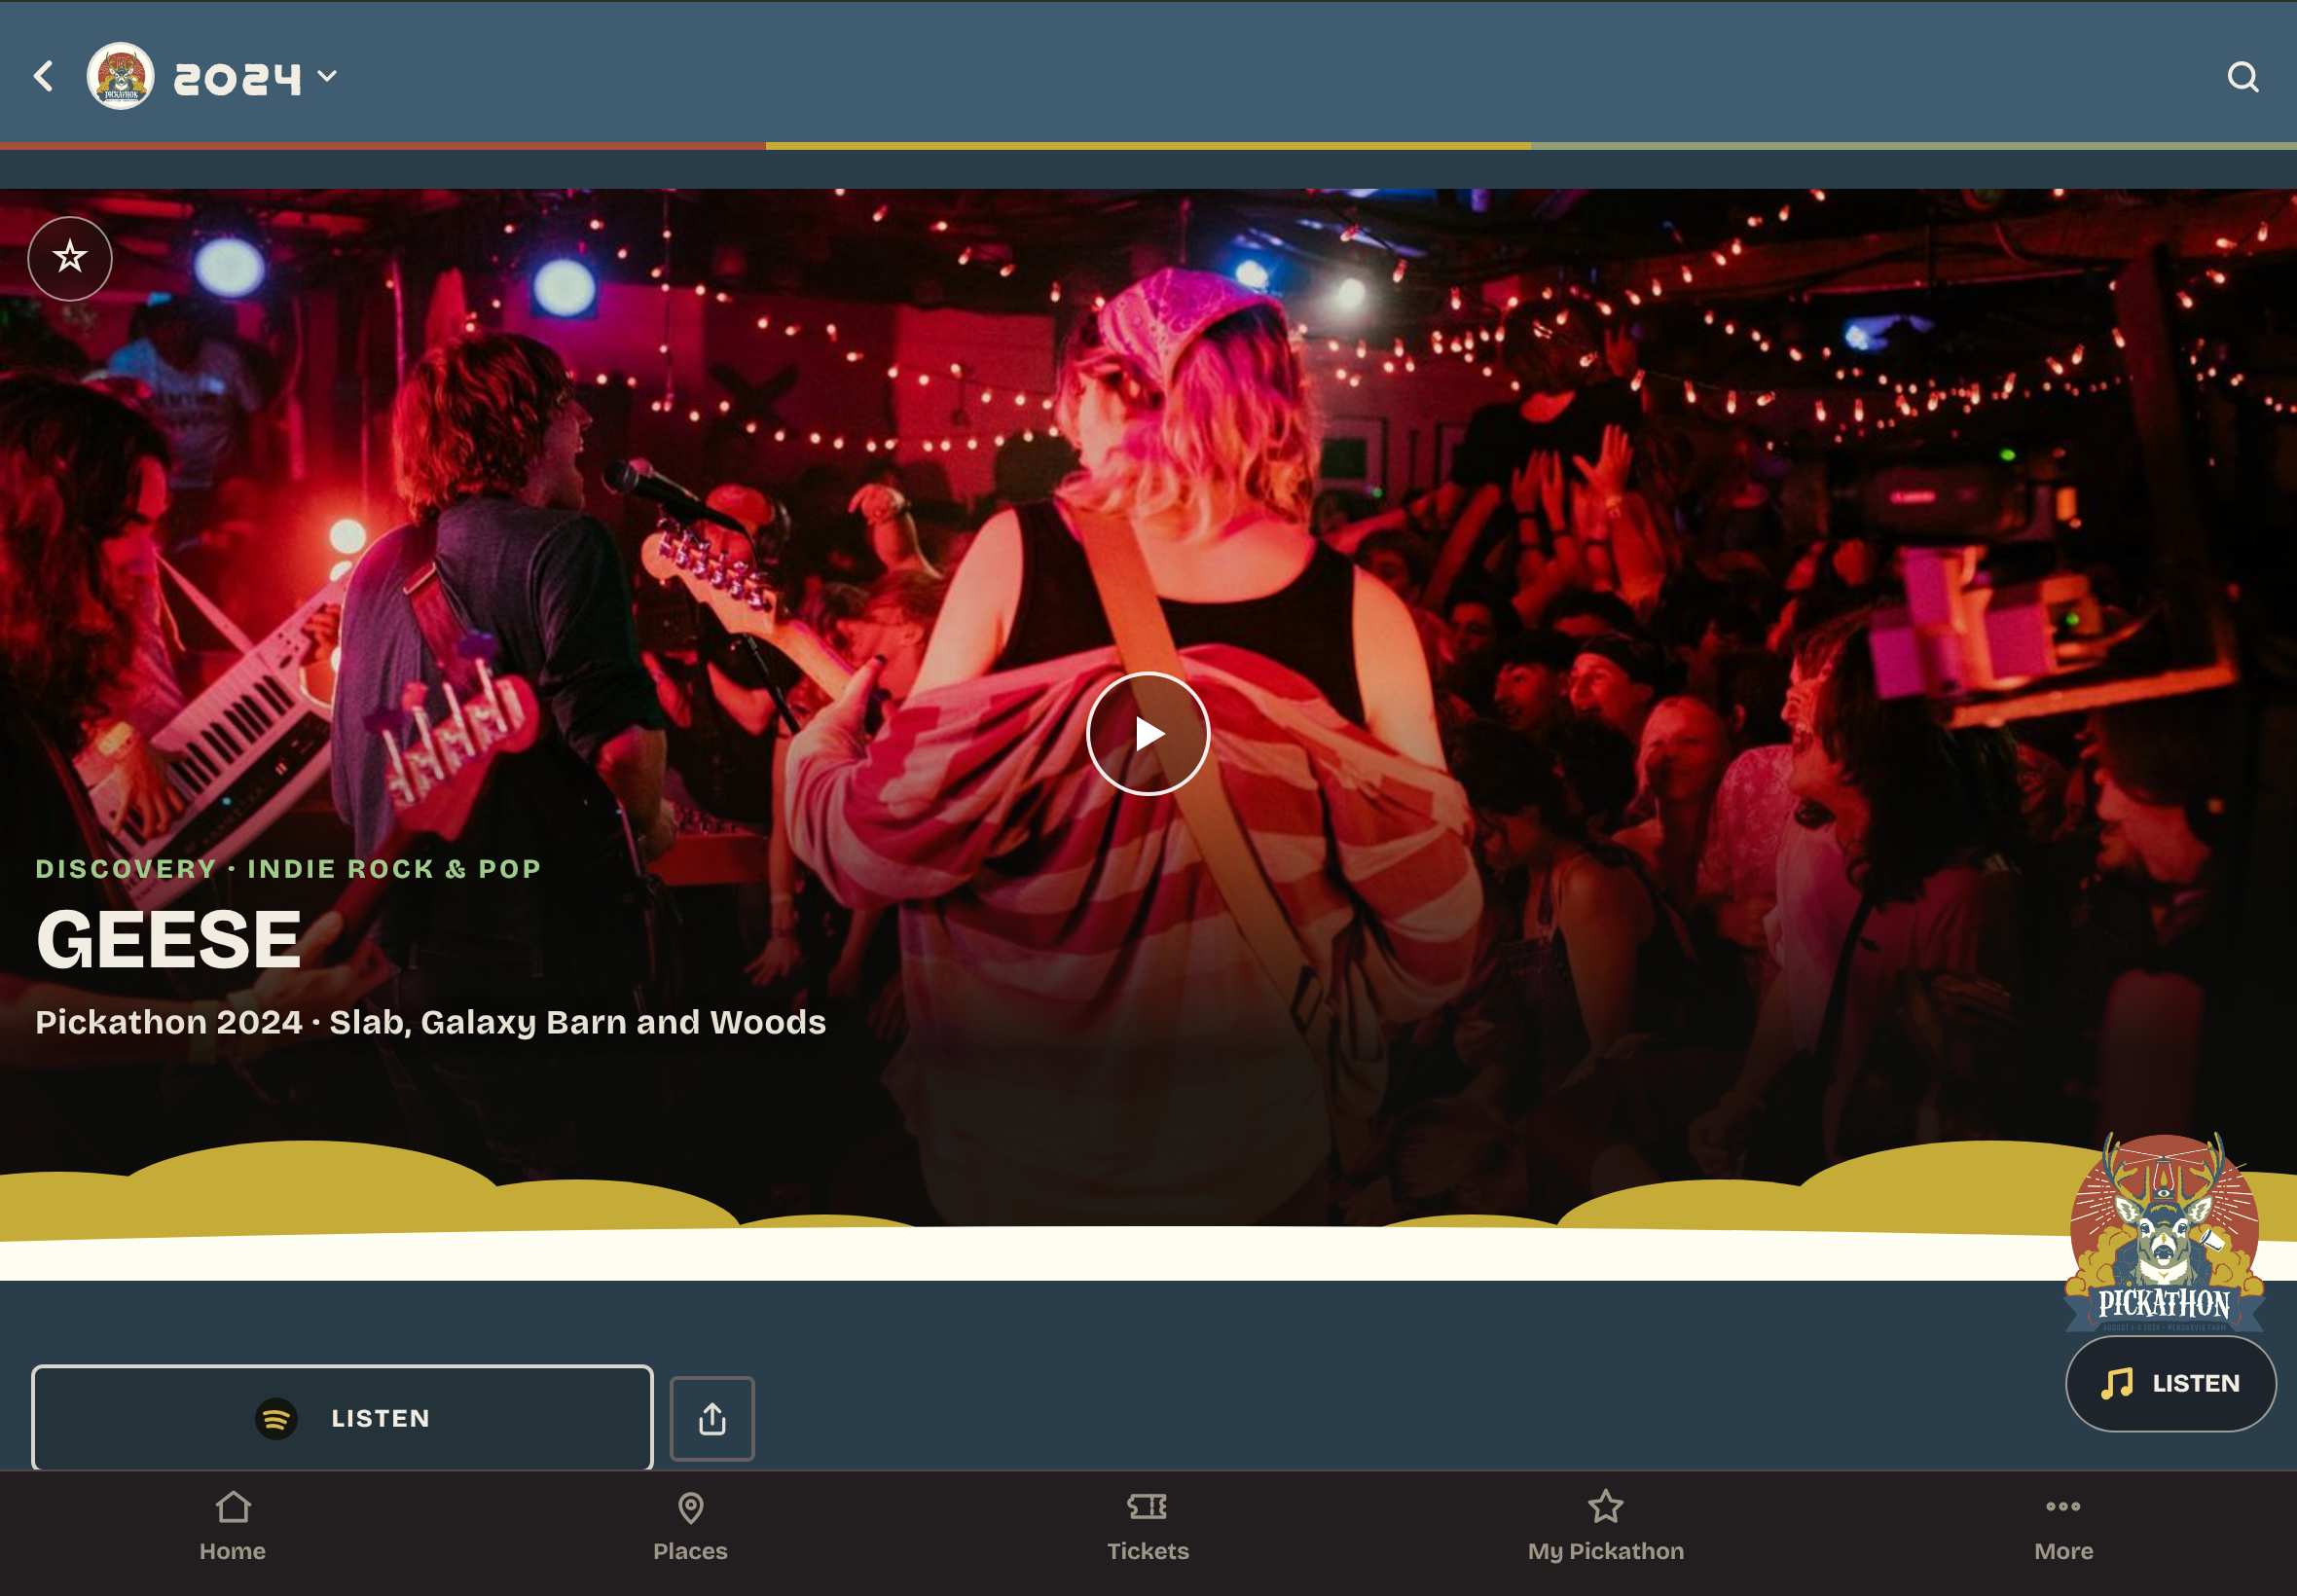 2024
DISCOVERY · INDIE ROCK & POP
GEESE
Pickathon 2024 · Slab, Galaxy Barn and Woods
PICKATHON
LISTEN
LISTEN
Home
Places
Tickets
My Pickathon
More